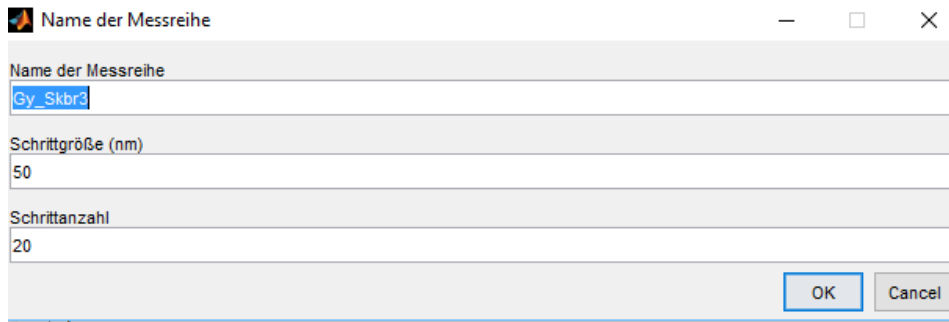 Name der Messreihe
Name der Messreihe
Gy_Skbr3
Schrittgröße (nm)
50
Schrittanzahl
20
OK Cancel